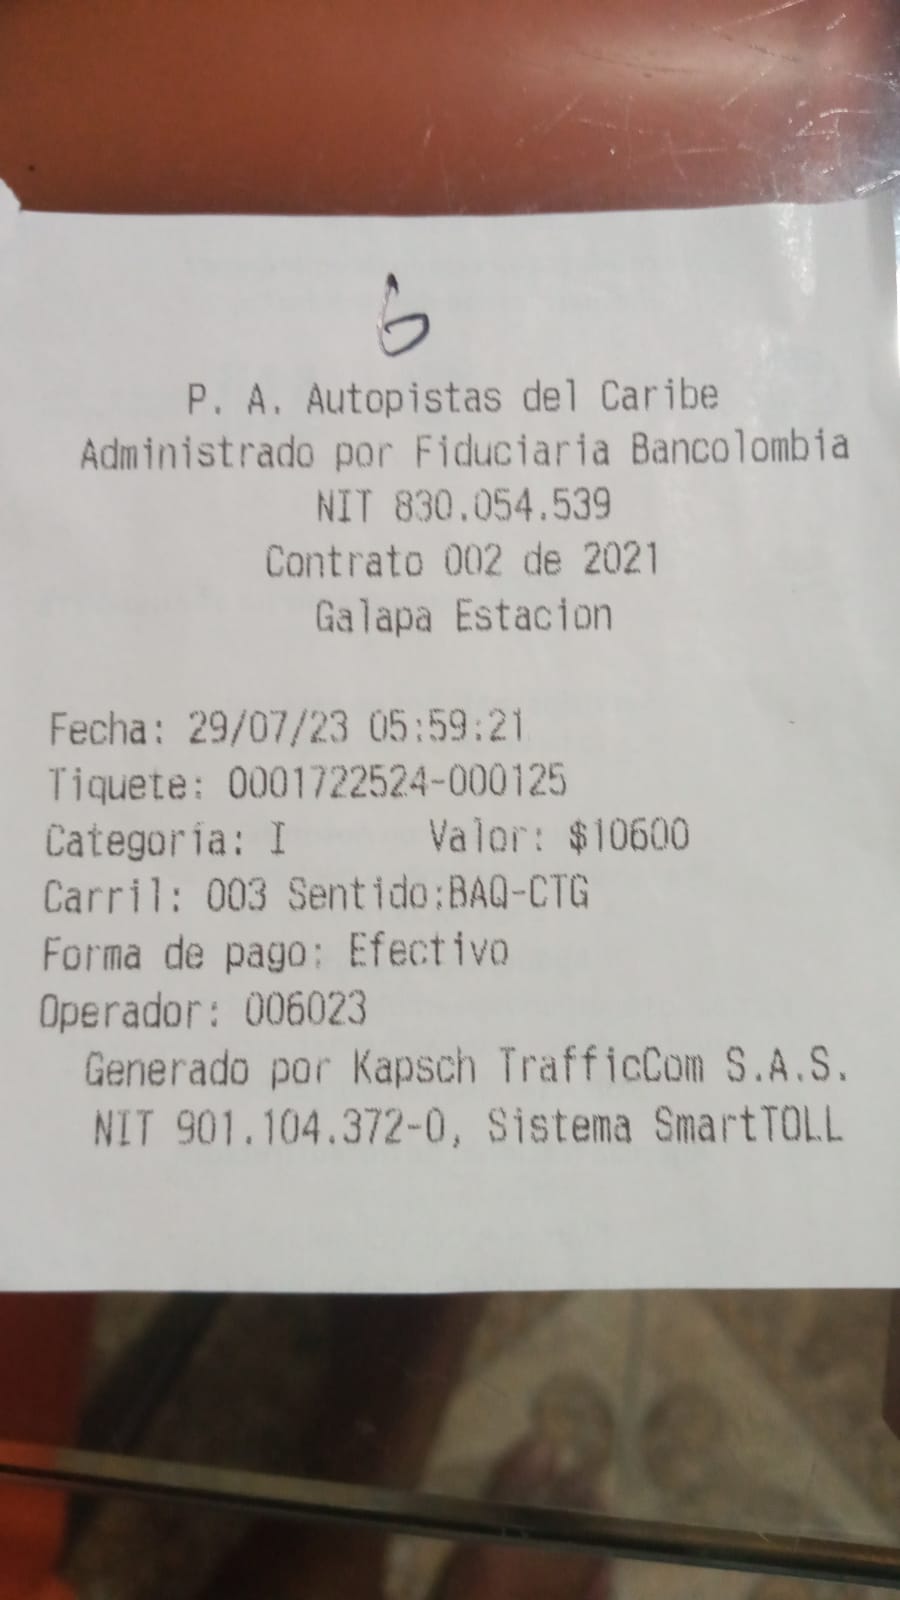 6
P. A. Autopistas del Caribe
Administrado por Fiduciaria Bancolombia
NIT 830.054.539
Contrato 002 de 2021
Galapa Estacion
Fecha: 29/07/23 05:59:21
Tiquete: 0001722524-000125
Categoría: I Valor: $10600
Carril: 003 Sentido:BAQ-CTG
Forma de pago: Efectivo
Operador: 006023
Generado por Kapsch TrafficCom S.A.S.
NIT 901.104.372-0, Sistema SmartTOLL